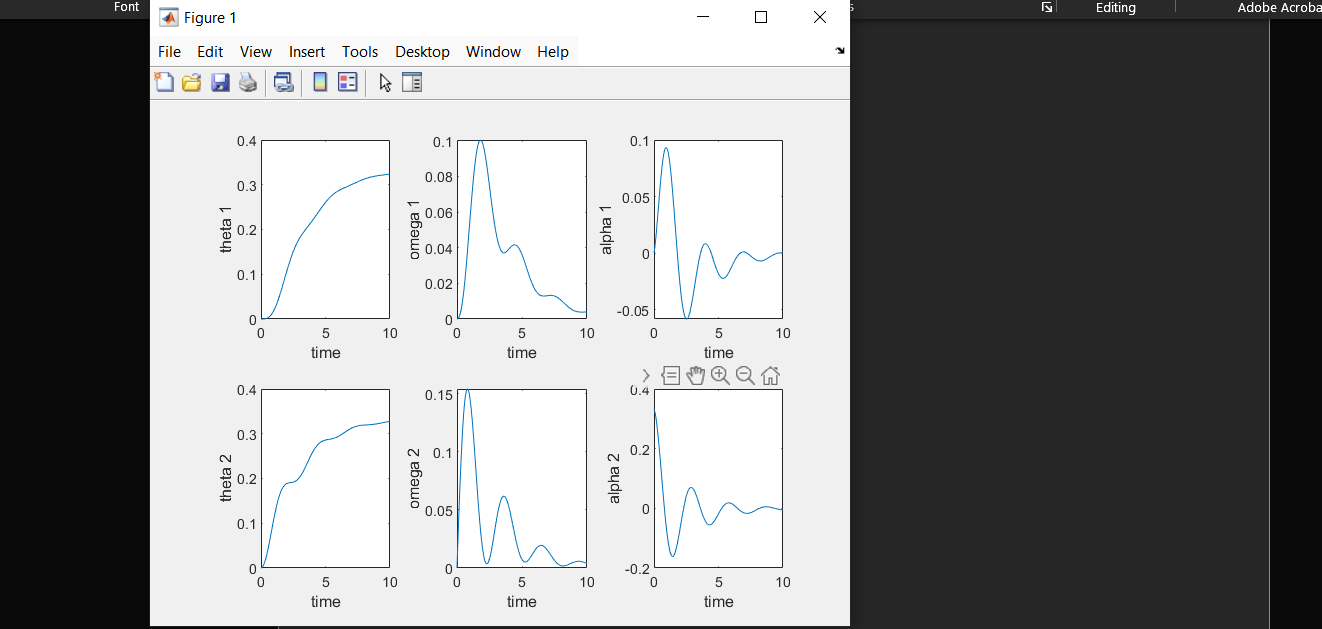 Font
s
Editing
Adobe Acroba
Figure 1
File Edit View Insert Tools Desktop Window Help
0.4
0.3
0.2
0.1
0
theta 1
0 5 10
time
0.1
0.08
0.06
0.04
0.02
0
omega 1
0 5 10
time
0.1
0.05
0
-0.05
alpha 1
0 5 10
time
0.4
0.3
0.2
0.1
0
theta 2
0 5 10
time
0.15
0.1
0.05
0
omega 2
0 5 10
time
0.4
0.2
0
-0.2
alpha 2
0 5 10
time